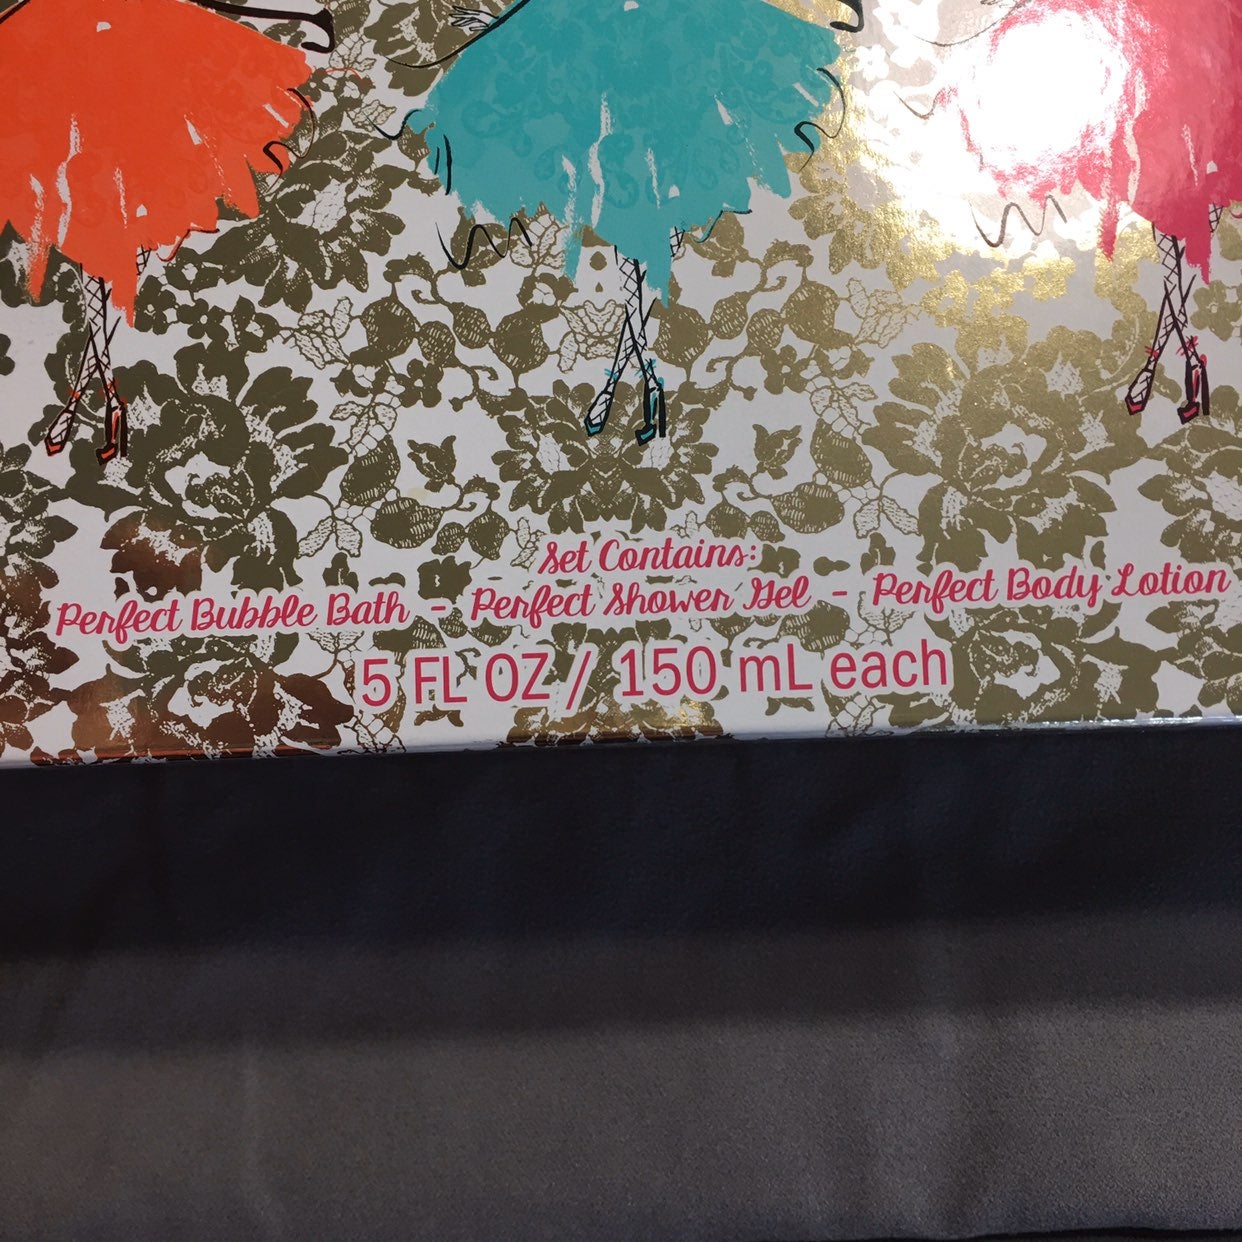 Set Contains:
Perfect Bubble Bath - Perfect Shower Gel - Perfect Body Lotion
5 FL OZ / 150 mL each